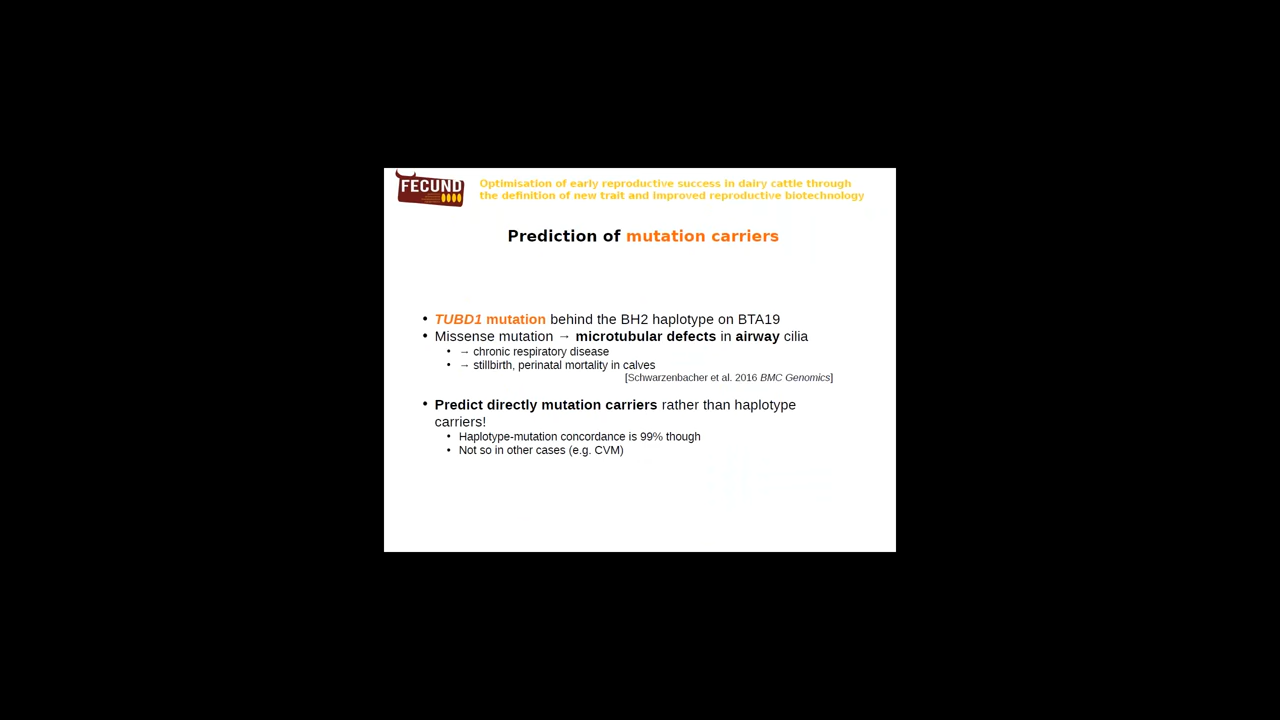 FECUND
Optimisation of early reproductive success in dairy cattle through
the definition of new trait and improved reproductive biotechnology
Prediction of mutation carriers
• TUBD1 mutation behind the BH2 haplotype on BTA19
• Missense mutation → microtubular defects in airway cilia
• → chronic respiratory disease
• → stillbirth, perinatal mortality in calves
[Schwarzenbacher et al. 2016 BMC Genomics]
• Predict directly mutation carriers rather than haplotype
carriers!
• Haplotype-mutation concordance is 99% though
• Not so in other cases (e.g. CVM)